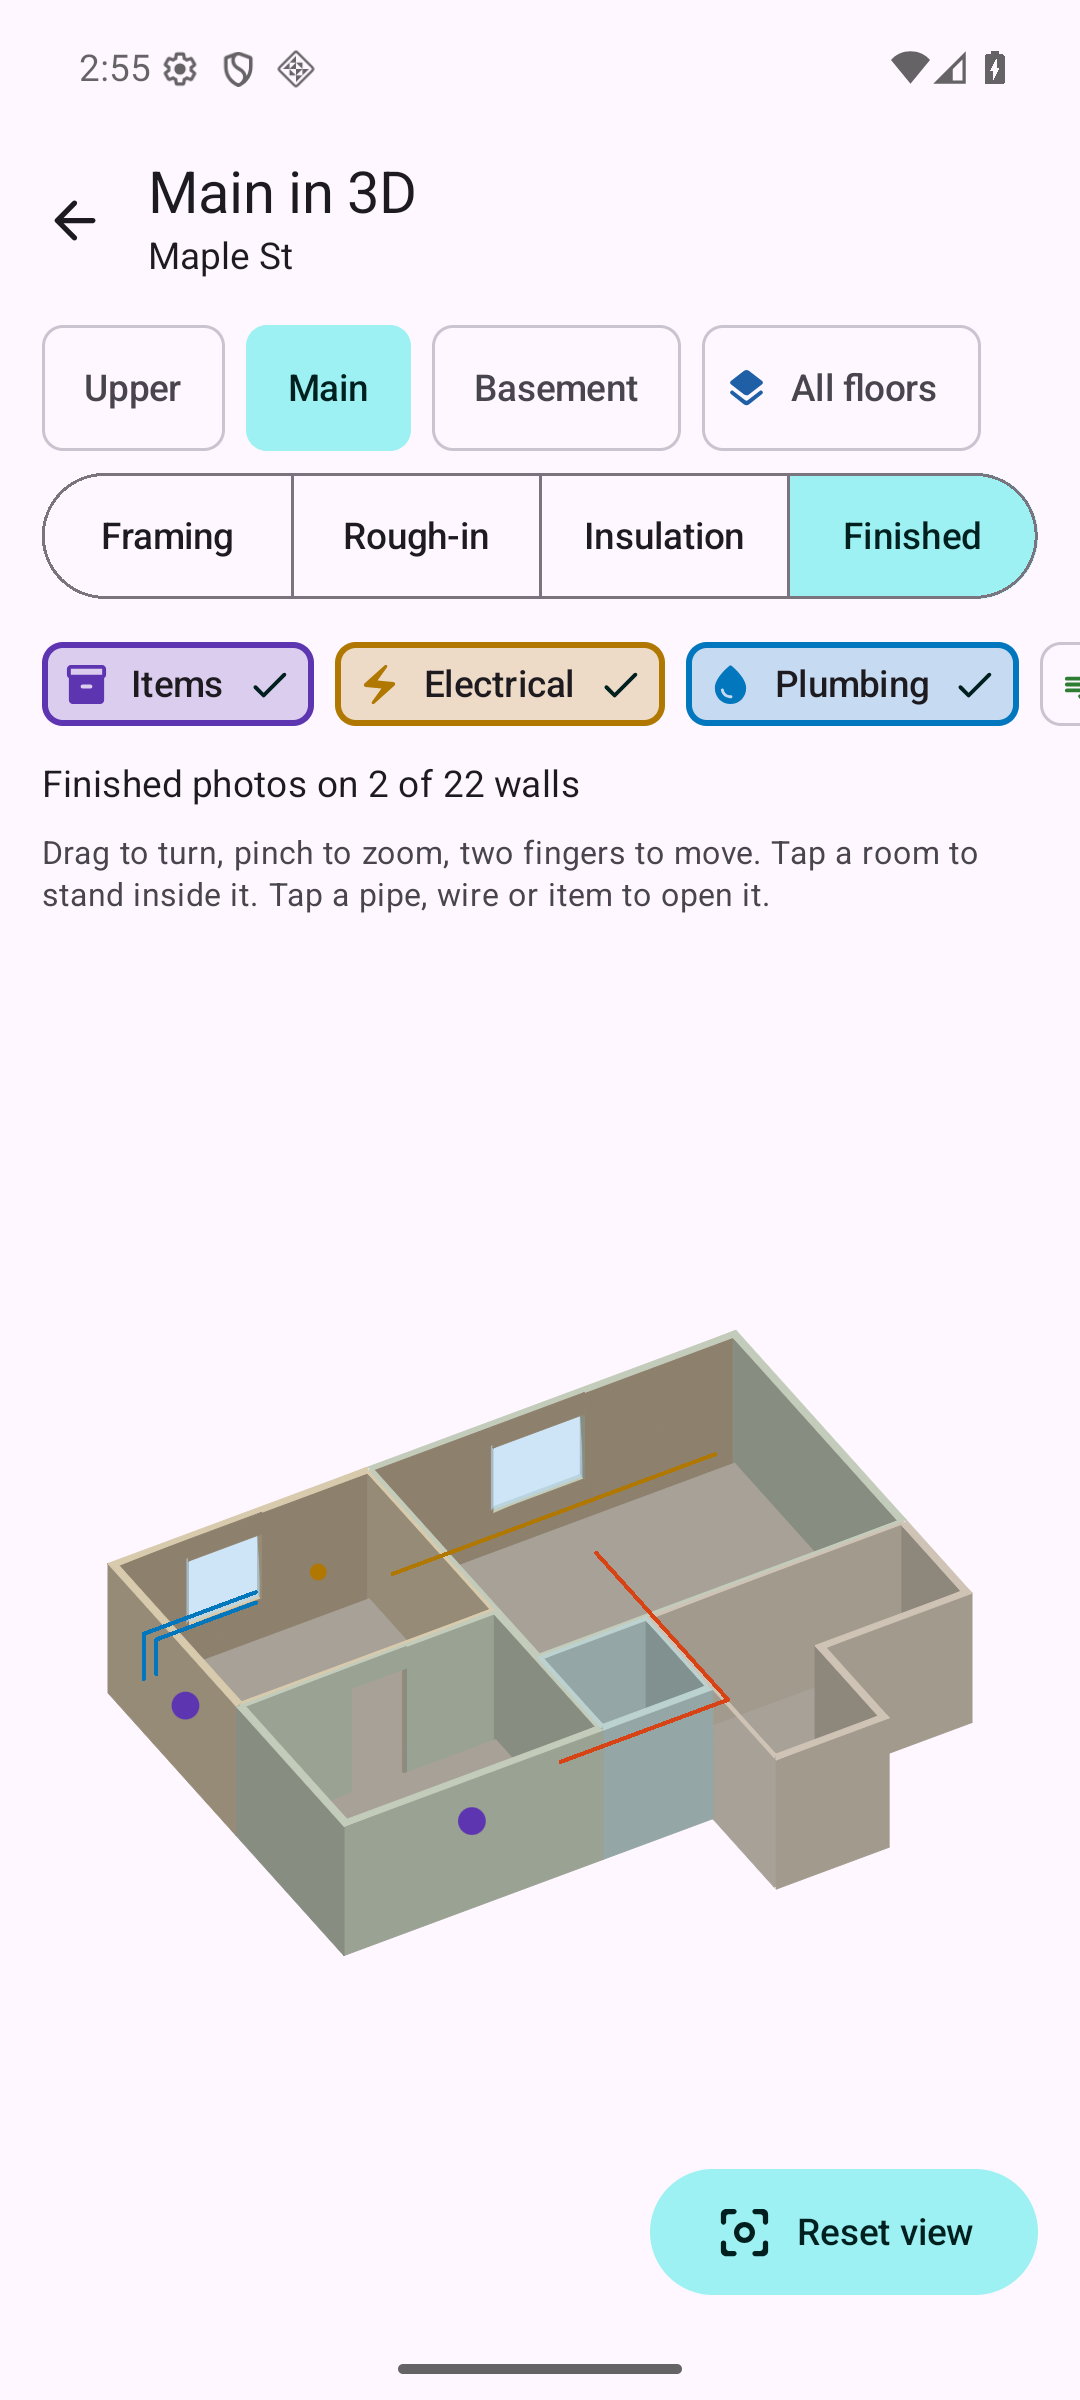 2:55
Main in 3D
Maple St
Upper
Main
Basement
All floors
Framing
Rough-in
Insulation
Finished
Items
Electrical
Plumbing
Finished photos on 2 of 22 walls
Drag to turn, pinch to zoom, two fingers to move. Tap a room to
stand inside it. Tap a pipe, wire or item to open it.
Reset view